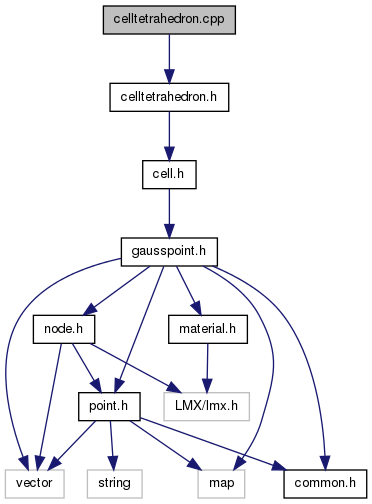 celltetrahedron.cpp
celltetrahedron.h
cell.h
gausspoint.h
node.h
material.h
point.h
LMX/lmx.h
vector
string
map
common.h